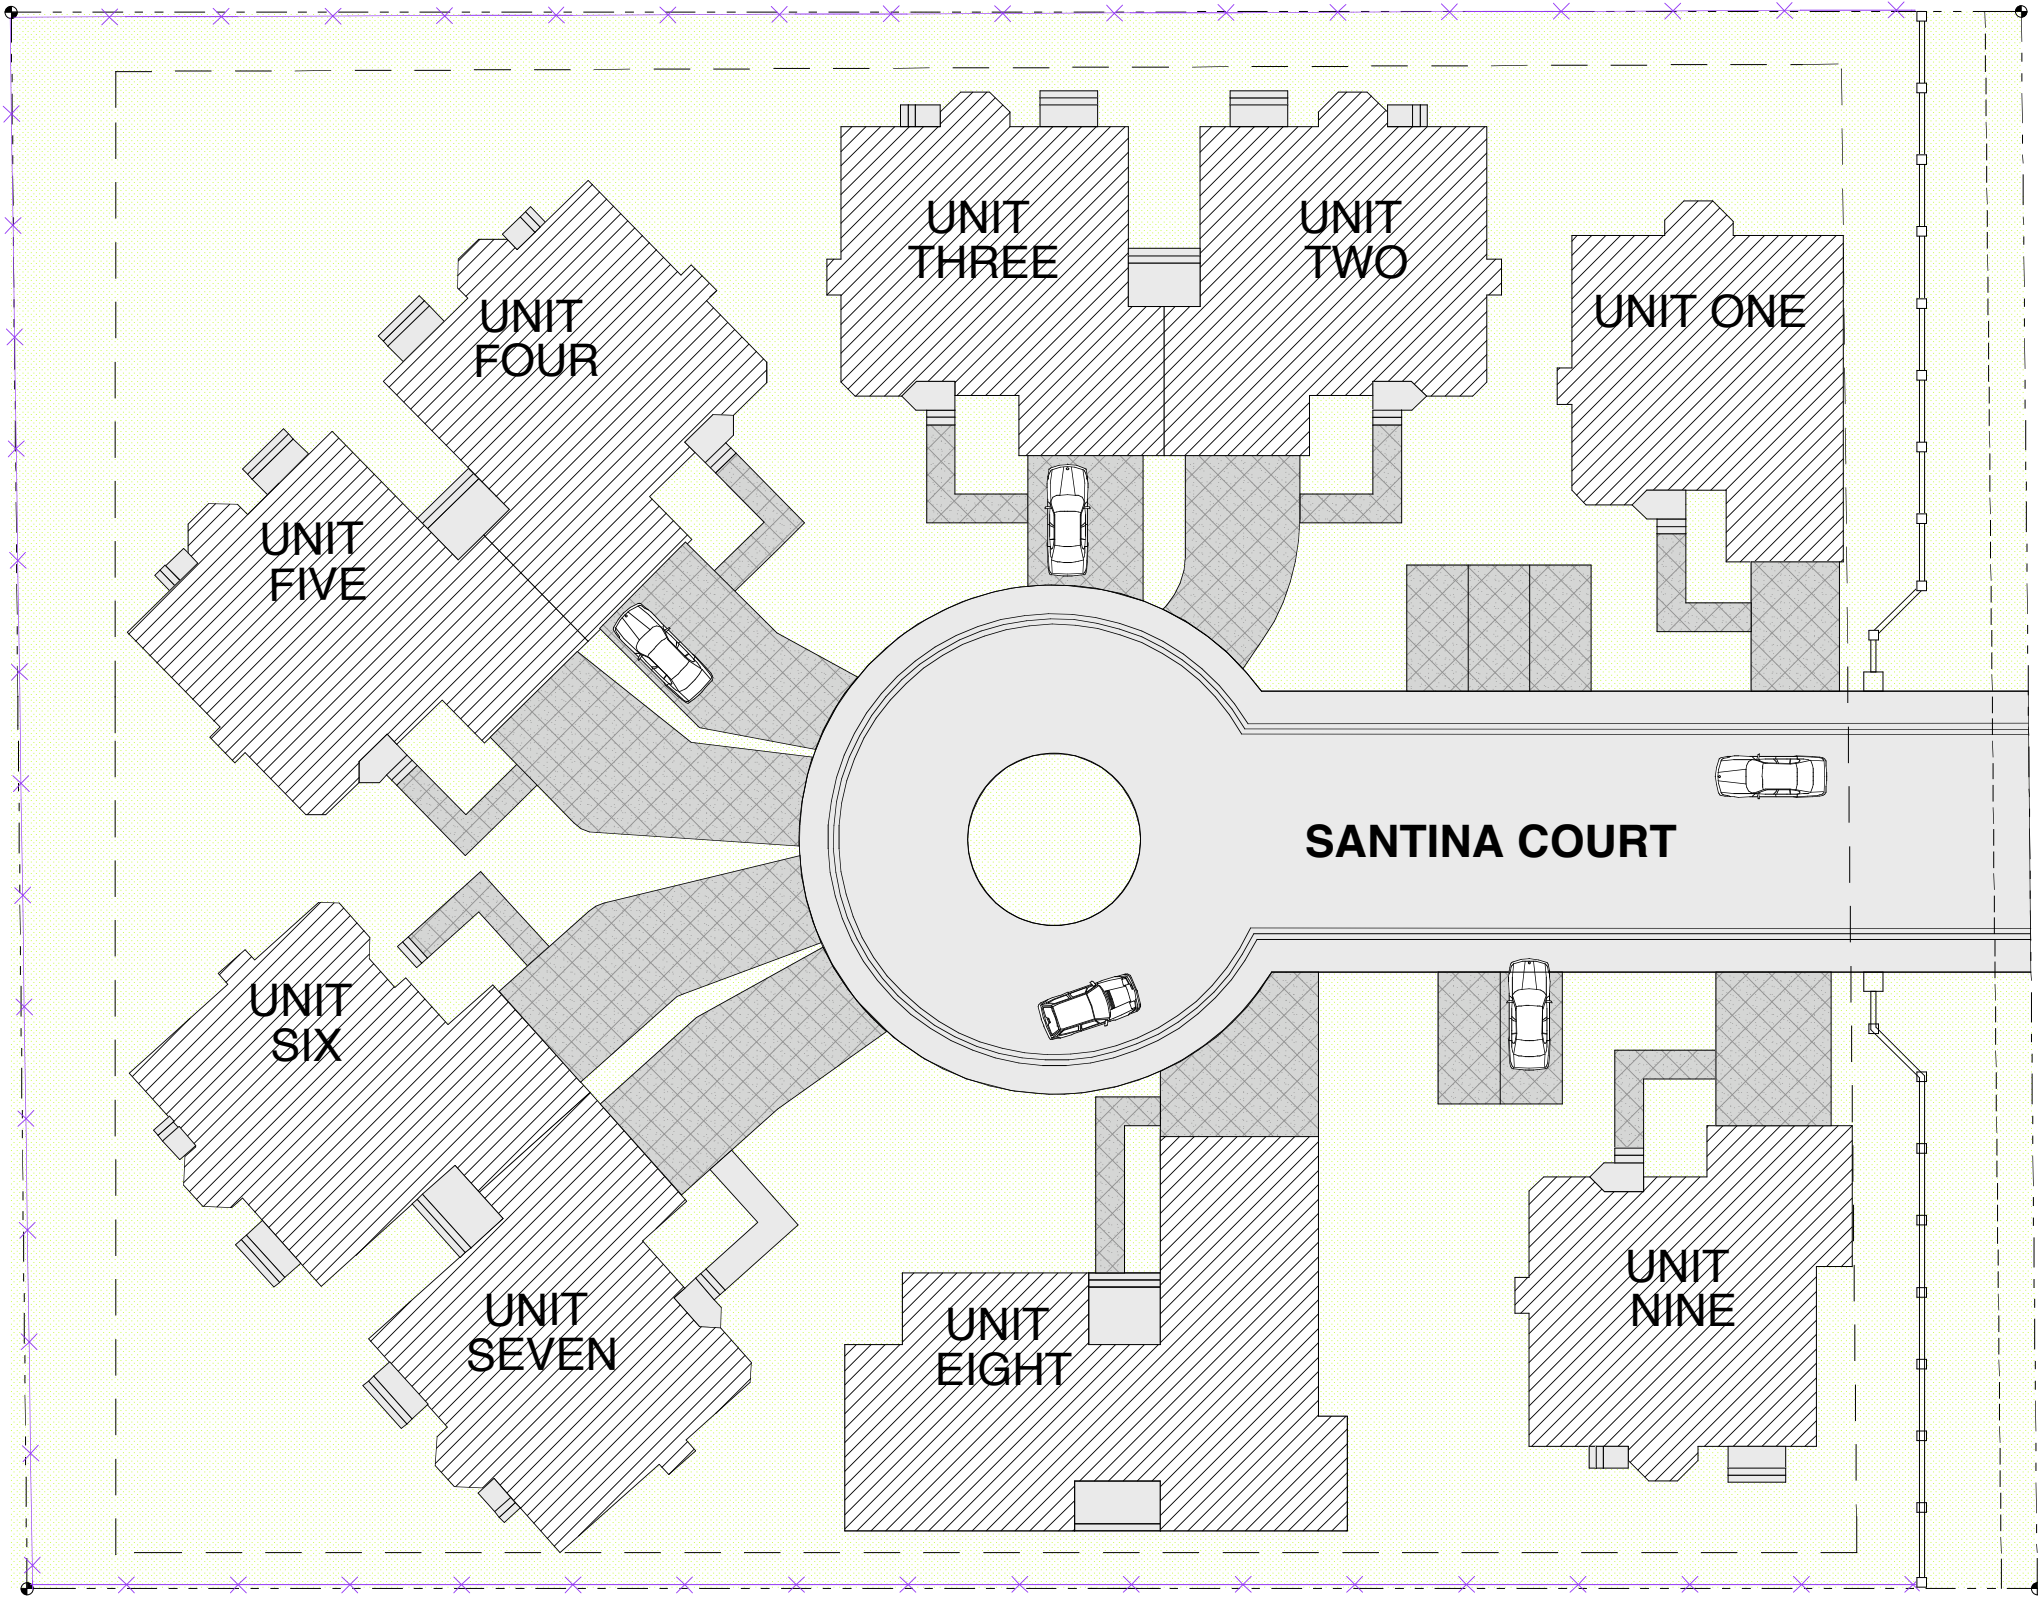 UNIT
THREE
UNIT
TWO
UNIT ONE
UNIT
FOUR
UNIT
FIVE
SANTINA COURT
UNIT
SIX
UNIT
SEVEN
UNIT
EIGHT
UNIT
NINE